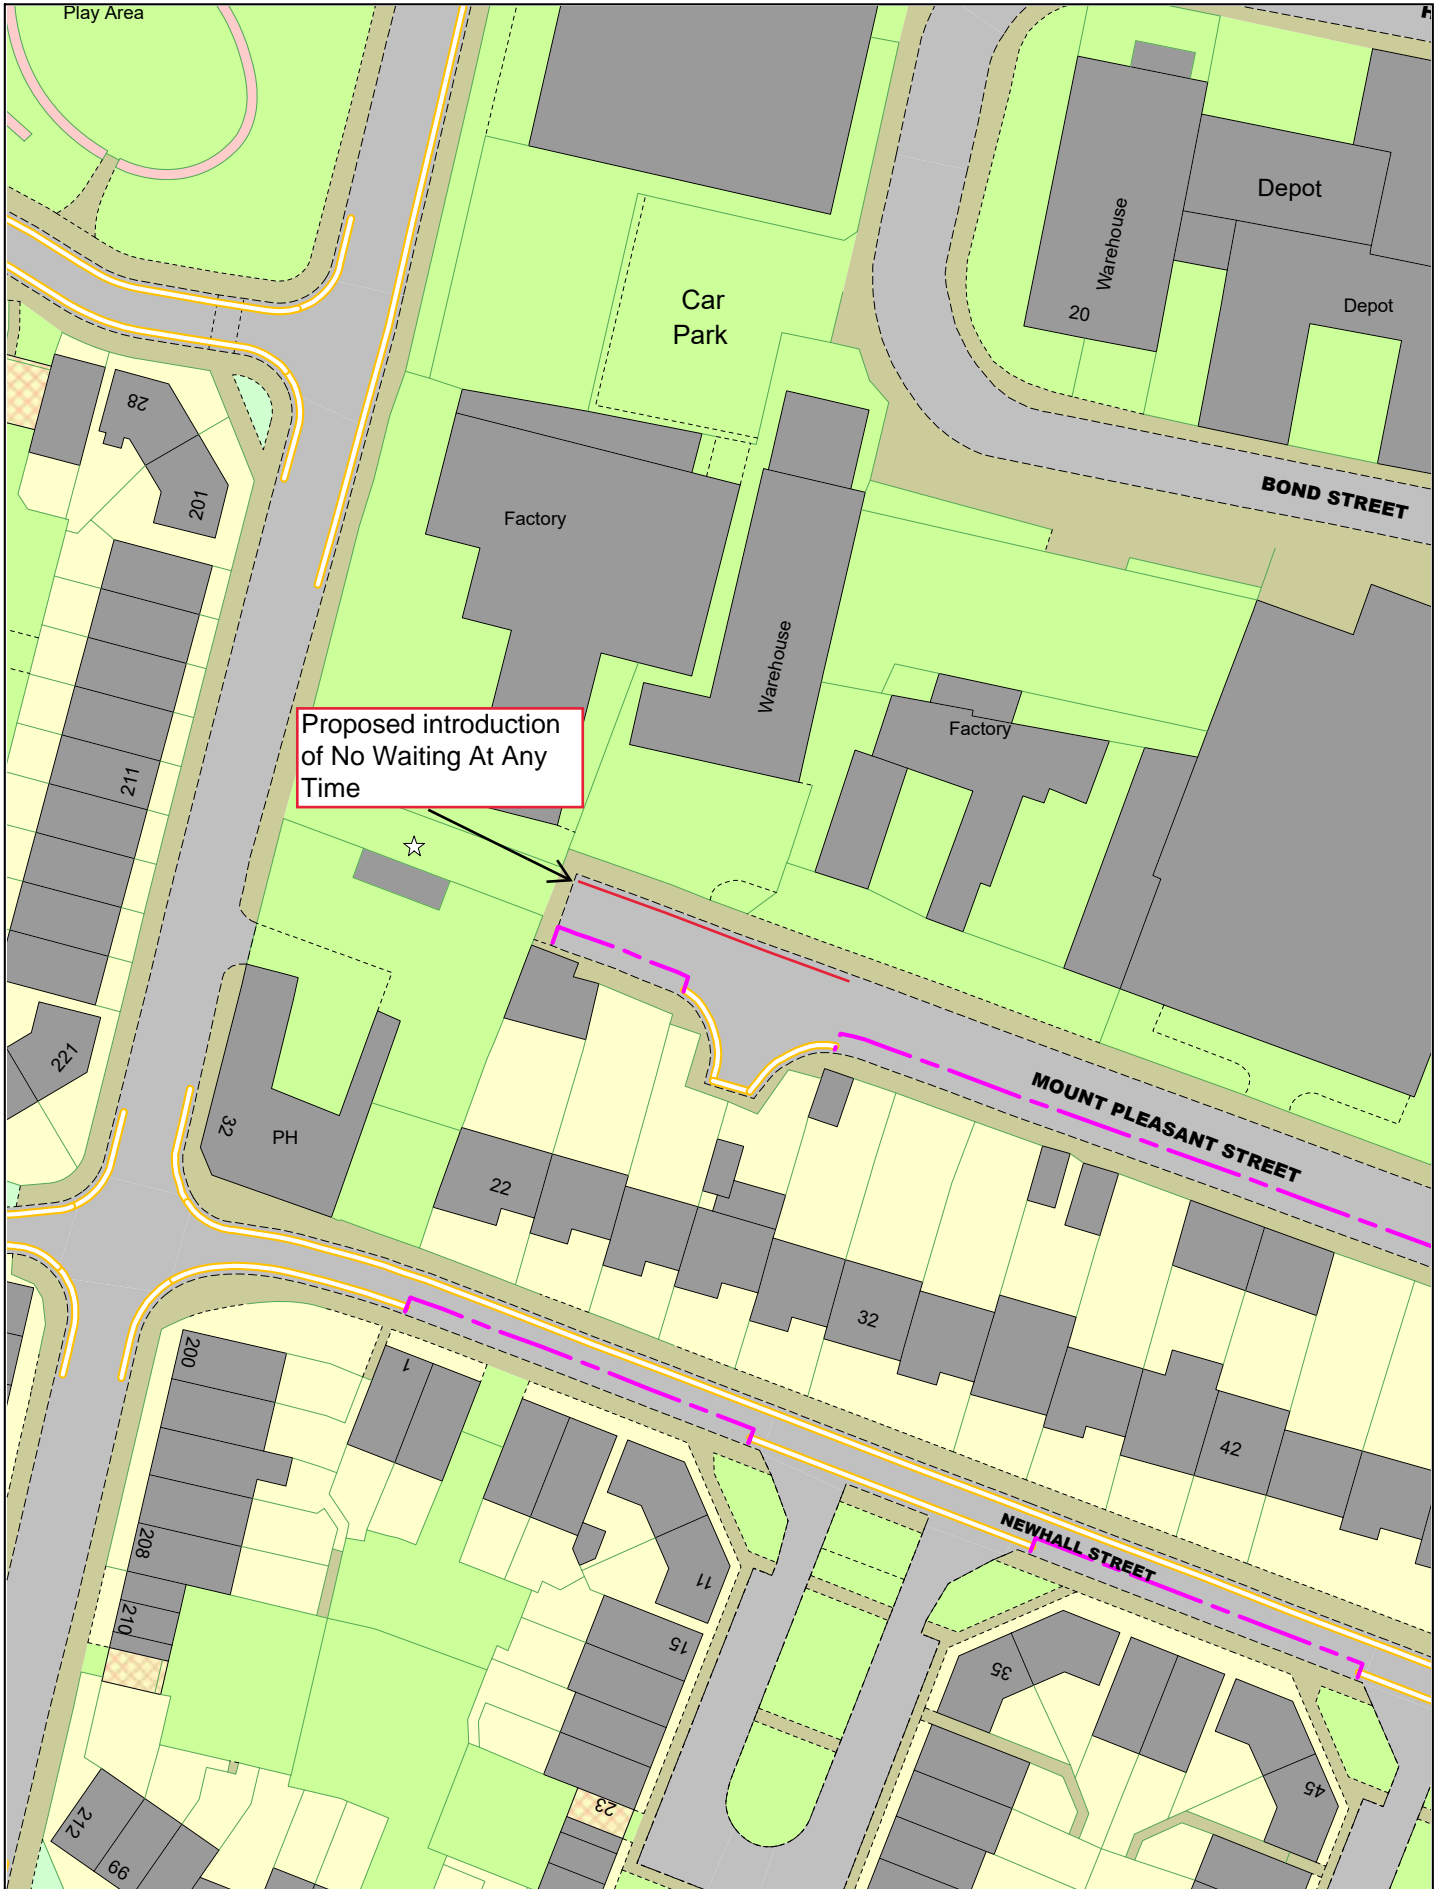 Play Area
H
Depot
Warehouse
Car
Park
20
Depot
28
201
BOND STREET
Factory
Warehouse
Proposed introduction
of No Waiting At Any
Time
Factory
211
221
MOUNT PLEASANT STREET
32
PH
22
32
200
1
42
NEWHALL STREET
208
11
210
15
35
45
23
212
99